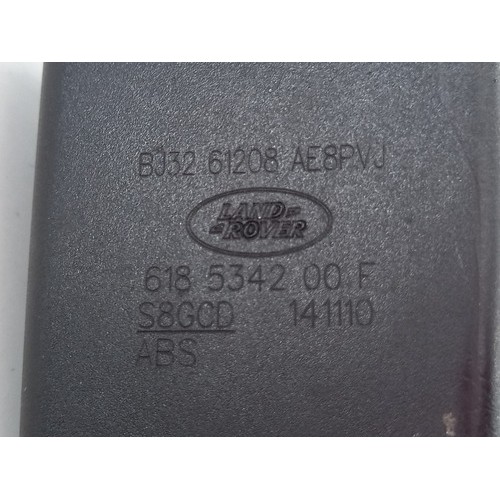 BJ32 61208 AE8PVJ
LAND
ROVER
618 5342 00 F
S8GCD 141110
ABS